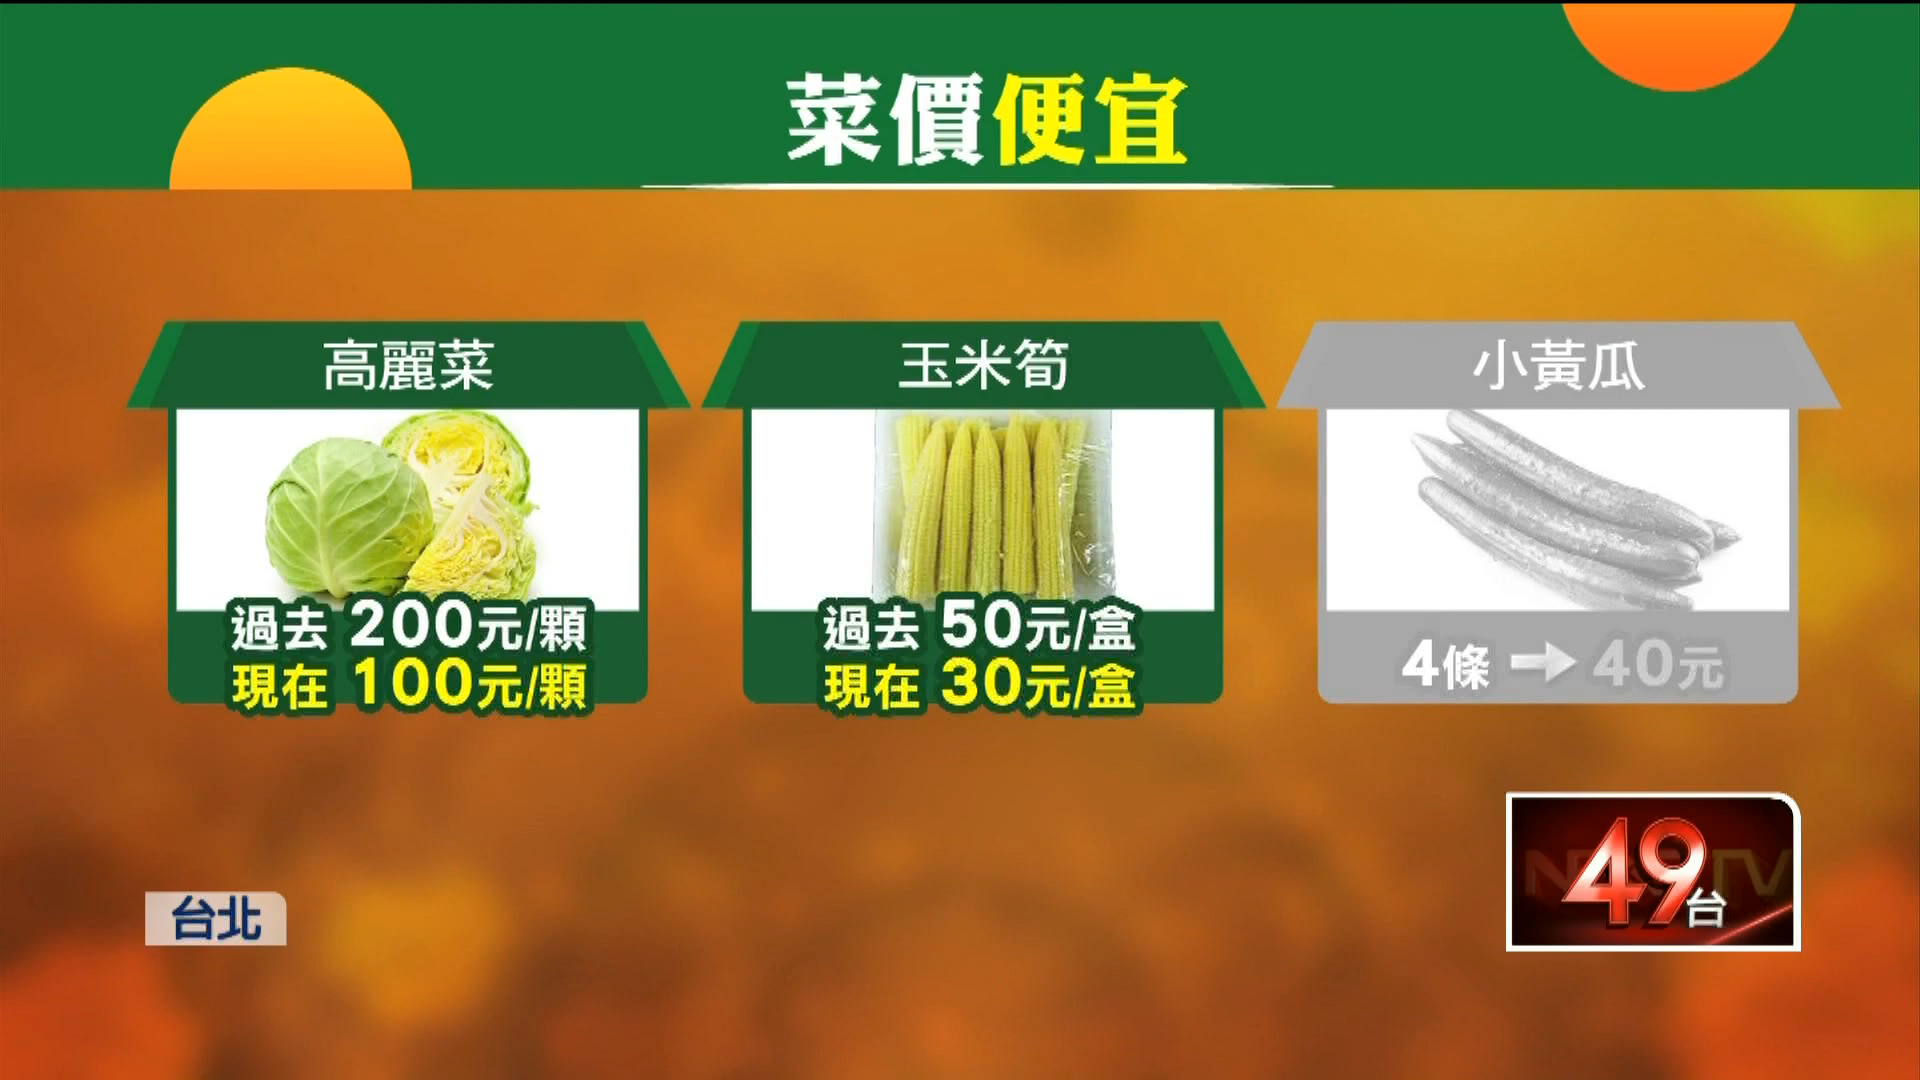 菜價便宜
高麗菜
過去 200元/顆
現在 100元/顆
玉米筍
過去 50元/盒
現在 30元/盒
小黃瓜
4條 → 40元
台北
49台